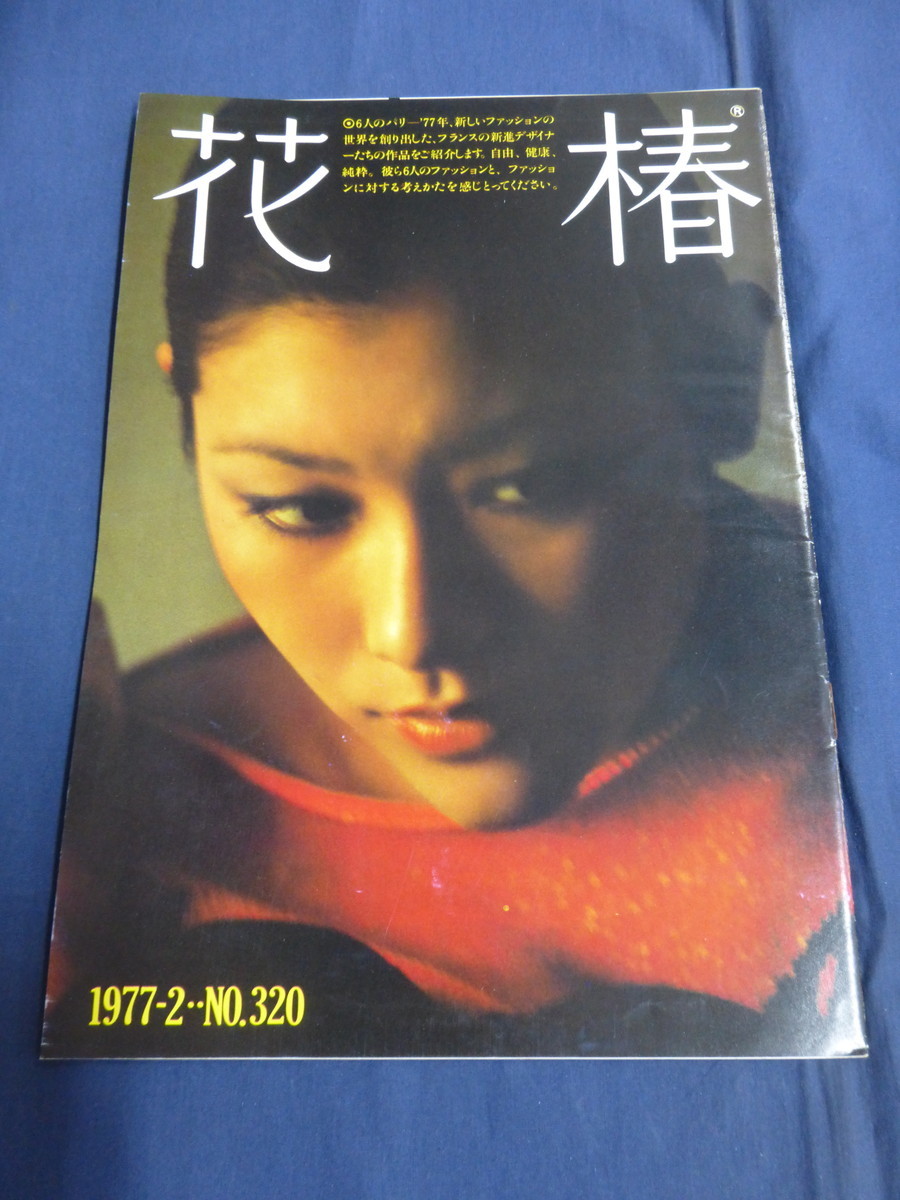 花椿®
◉6人のパリ—'77年、新しいファッションの
世界を創り出した、フランスの新進デザイナ
ーたちの作品をご紹介します。自由、健康、
純粋。彼ら6人のファッションと、ファッショ
ンに対する考えかたを感じとってください。
1977-2··NO.320